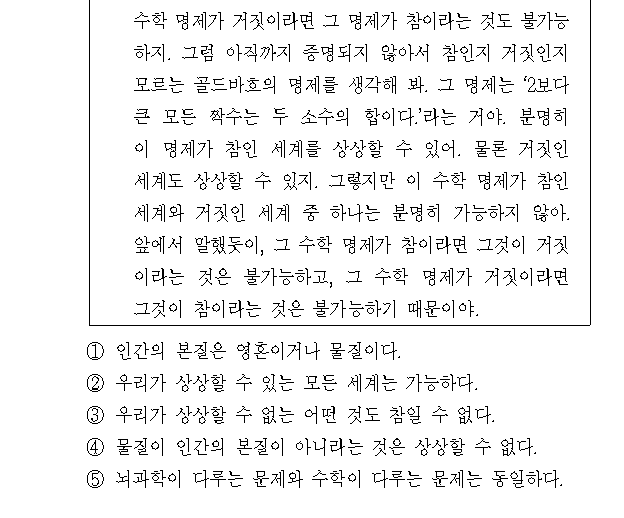 수학 명제가 거짓이라면 그 명제가 참이라는 것도 불가능
하지. 그럼 아직까지 증명되지 않아서 참인지 거짓인지
모르는 골드바흐의 명제를 생각해 봐. 그 명제는 ‘2보다
큰 모든 짝수는 두 소수의 합이다.’라는 거야. 분명히
이 명제가 참인 세계를 상상할 수 있어. 물론 거짓인
세계도 상상할 수 있지. 그렇지만 이 수학 명제가 참인
세계와 거짓인 세계 중 하나는 분명히 가능하지 않아.
앞에서 말했듯이, 그 수학 명제가 참이라면 그것이 거짓
이라는 것은 불가능하고, 그 수학 명제가 거짓이라면
그것이 참이라는 것은 불가능하기 때문이야.
① 인간의 본질은 영혼이거나 물질이다.
② 우리가 상상할 수 있는 모든 세계는 가능하다.
③ 우리가 상상할 수 없는 어떤 것도 참일 수 없다.
④ 물질이 인간의 본질이 아니라는 것은 상상할 수 없다.
⑤ 뇌과학이 다루는 문제와 수학이 다루는 문제는 동일하다.